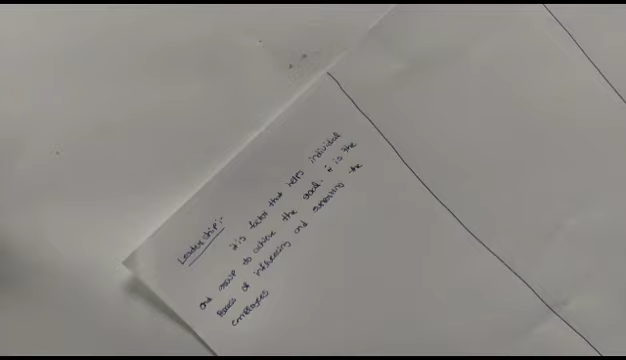 Leadership:-
it is factor that helps individual
and group to achieve the goal. it is the
process of influencing and supporting the
employees